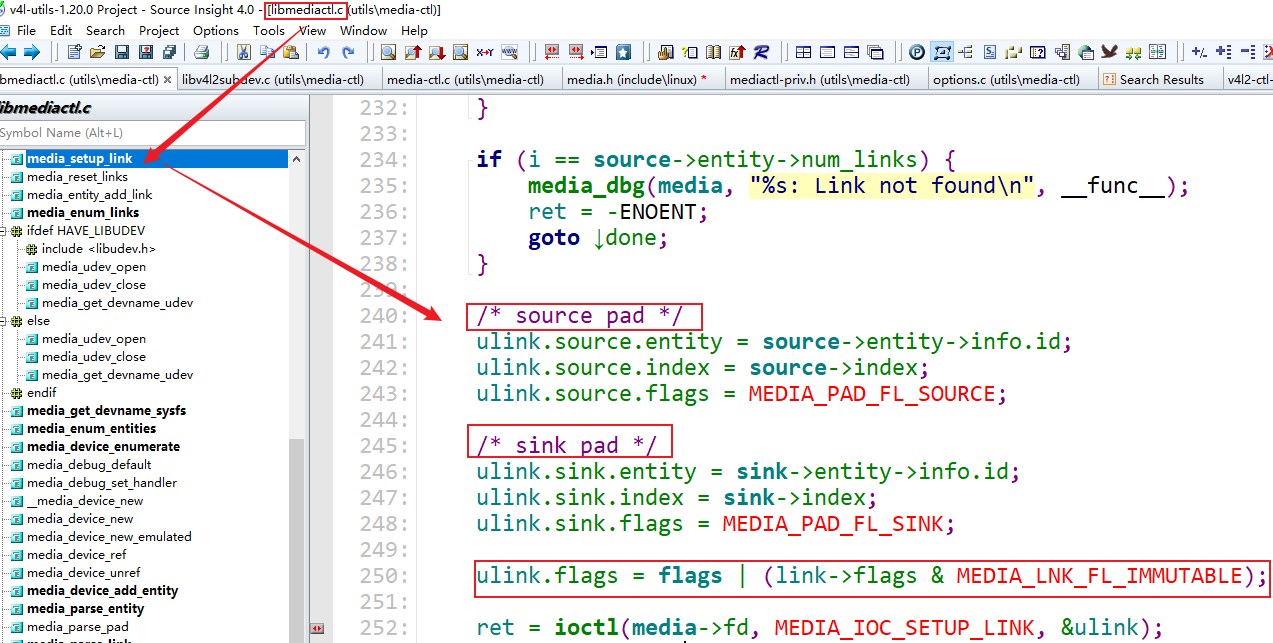 v4l-utils-1.20.0 Project - Source Insight 4.0 - [libmediactl.c (utils\media-ctl)]
File Edit Search Project Options Tools View Window Help
bmediactl.c (utils\media-ctl) libv4l2subdev.c (utils\media-ctl) media-ctl.c (utils\media-ctl) media.h (include\linux) * mediactl-priv.h (utils\media-ctl) options.c (utils\media-ctl) Search Results v4l2-ctl-
libmediactl.c
Symbol Name (Alt+L)
media_setup_link
media_reset_links
media_entity_add_link
media_enum_links
ifdef HAVE_LIBUDEV
include <libudev.h>
media_udev_open
media_udev_close
media_get_devname_udev
else
media_udev_open
media_udev_close
media_get_devname_udev
endif
media_get_devname_sysfs
media_enum_entities
media_device_enumerate
media_debug_default
media_debug_set_handler
__media_device_new
media_device_new
media_device_new_emulated
media_device_ref
media_device_unref
media_device_add_entity
media_parse_entity
media_parse_pad
media_parse_link
232: }
233:
234: if (i == source->entity->num_links) {
235: media_dbg(media, "%s: Link not found\n", __func__);
236: ret = -ENOENT;
237: goto ↓done;
238: }
239:
240: /* source pad */
241: ulink.source.entity = source->entity->info.id;
242: ulink.source.index = source->index;
243: ulink.source.flags = MEDIA_PAD_FL_SOURCE;
244:
245: /* sink pad */
246: ulink.sink.entity = sink->entity->info.id;
247: ulink.sink.index = sink->index;
248: ulink.sink.flags = MEDIA_PAD_FL_SINK;
249:
250: ulink.flags = flags | (link->flags & MEDIA_LNK_FL_IMMUTABLE);
251:
252: ret = ioctl(media->fd, MEDIA_IOC_SETUP_LINK, &ulink);